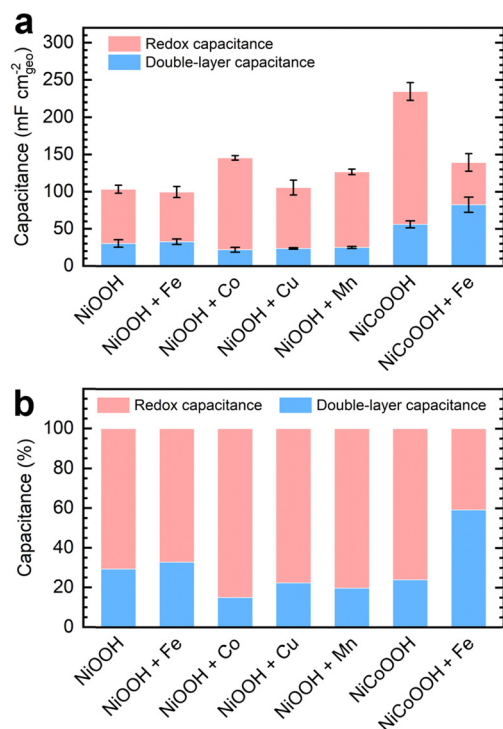 a
300
250
200
150
100
50
0
Capacitance (mF cm⁻²geo)
Redox capacitance
Double-layer capacitance
NiOOH
NiOOH + Fe
NiOOH + Co
NiOOH + Cu
NiOOH + Mn
NiCoOOH
NiCoOOH + Fe
b
Redox capacitance
Double-layer capacitance
100
80
60
40
20
0
Capacitance (%)
NiOOH
NiOOH + Fe
NiOOH + Co
NiOOH + Cu
NiOOH + Mn
NiCoOOH
NiCoOOH + Fe